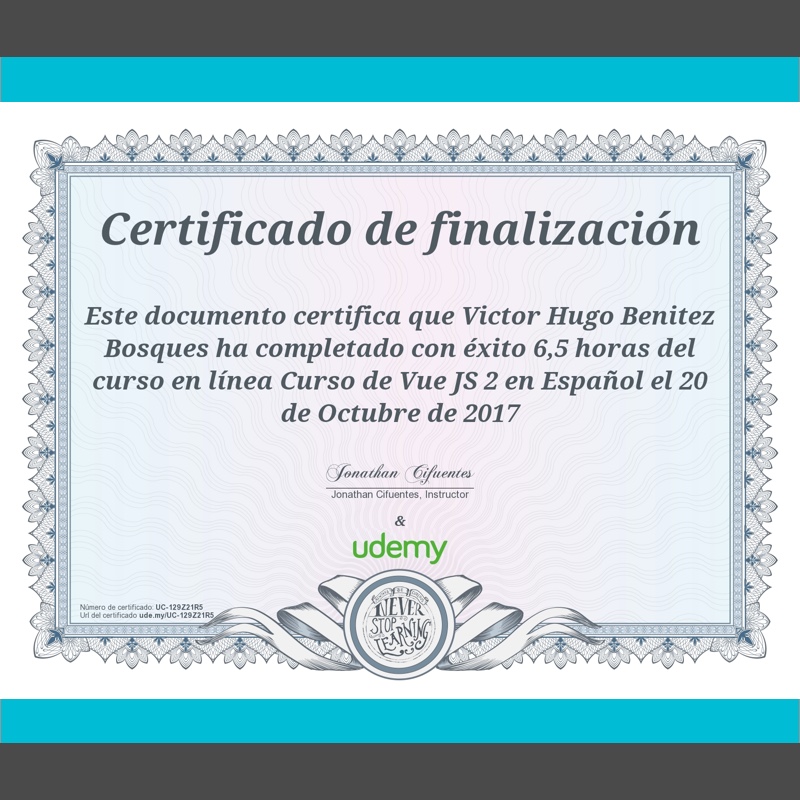 Certificado de finalización
Este documento certifica que Victor Hugo Benitez
Bosques ha completado con éxito 6,5 horas del
curso en línea Curso de Vue JS 2 en Español el 20
de Octubre de 2017
Jonathan Cifuentes
Jonathan Cifuentes, Instructor
&
udemy
Número de certificado: UC-129Z21R5
Url del certificado ude.my/UC-129Z21R5
NEVER
STOP
LEARNING